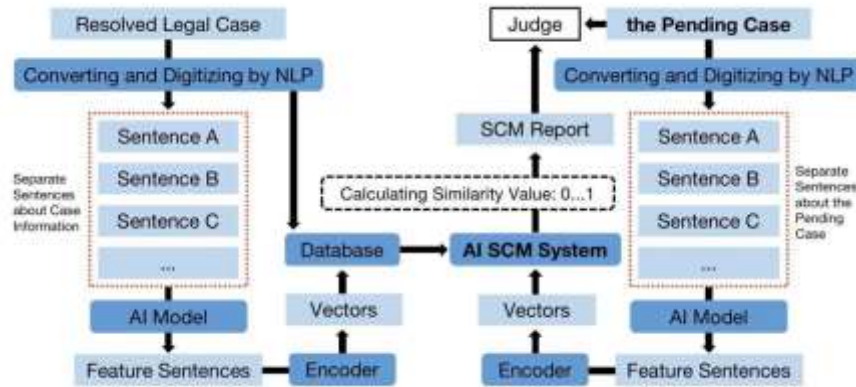 Resolved Legal Case
Converting and Digitizing by NLP
Separate
Sentences
about Case
Information
Sentence A
Sentence B
Sentence C
...
AI Model
Feature Sentences
Encoder
Vectors
Database
Judge
SCM Report
Calculating Similarity Value: 0...1
AI SCM System
Vectors
Encoder
the Pending Case
Converting and Digitizing by NLP
Sentence A
Sentence B
Sentence C
...
Separate
Sentences
about the
Pending
Case
AI Model
Feature Sentences